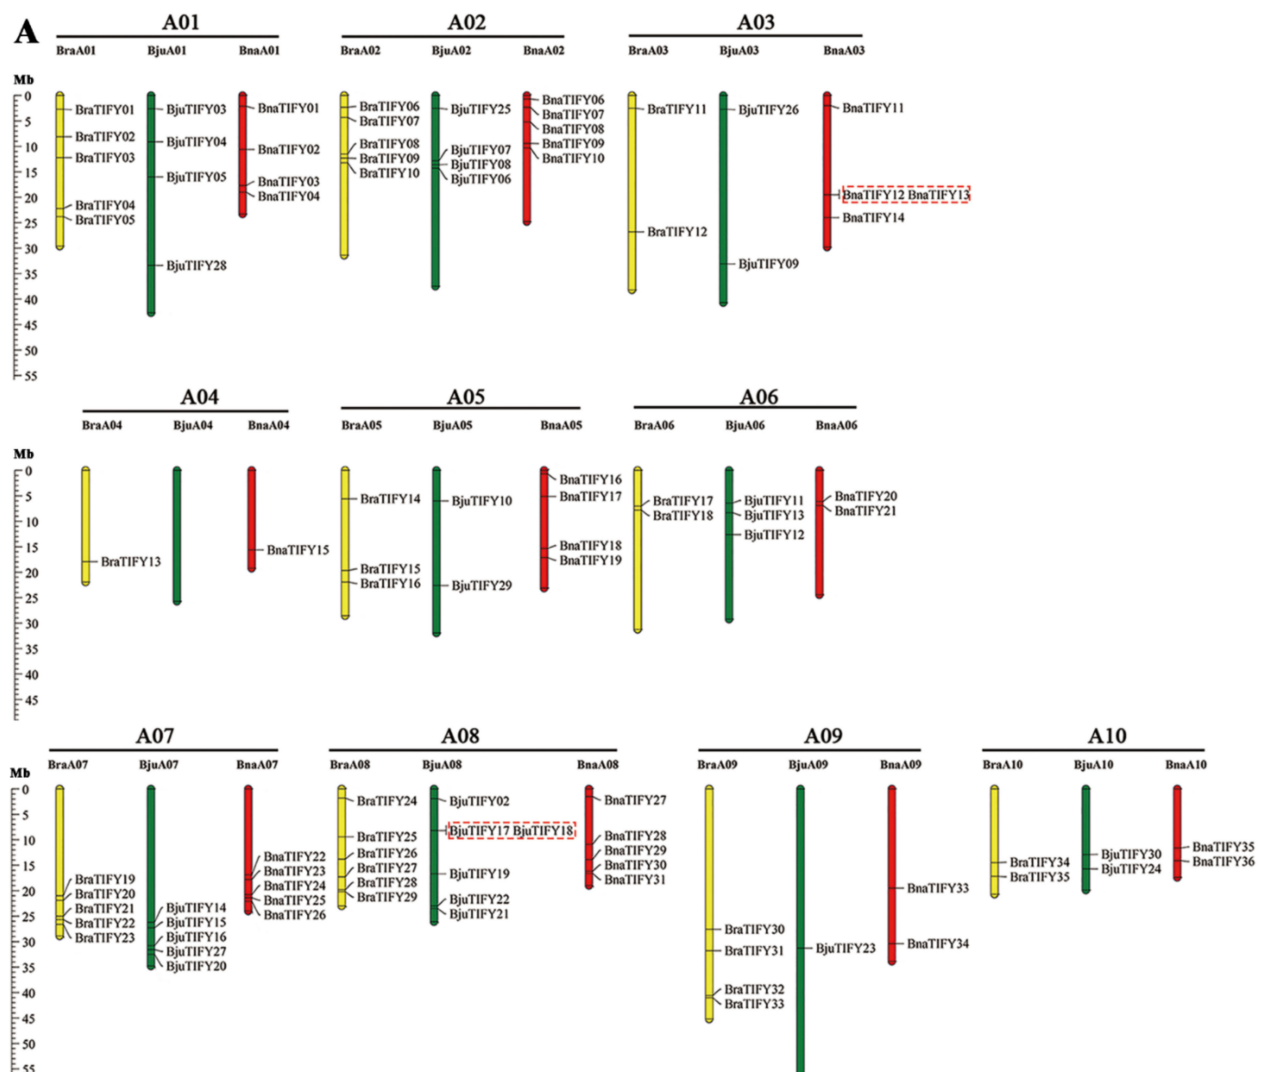 A
A01
A02
A03
BraA01
BjuA01
BnaA01
BraA02
BjuA02
BnaA02
BraA03
BjuA03
BnaA03
Mb
0
5
10
15
20
25
30
35
40
45
50
55
BraTIFY01
BraTIFY02
BraTIFY03
BraTIFY04
BraTIFY05
BjuTIFY03
BjuTIFY04
BjuTIFY05
BjuTIFY28
BnaTIFY01
BnaTIFY02
BnaTIFY03
BnaTIFY04
BraTIFY06
BraTIFY07
BraTIFY08
BraTIFY09
BraTIFY10
BjuTIFY25
BjuTIFY07
BjuTIFY08
BjuTIFY06
BnaTIFY06
BnaTIFY07
BnaTIFY08
BnaTIFY09
BnaTIFY10
BraTIFY11
BraTIFY12
BjuTIFY26
BjuTIFY09
BnaTIFY11
BnaTIFY12 BnaTIFY13
BnaTIFY14
A04
A05
A06
BraA04
BjuA04
BnaA04
BraA05
BjuA05
BnaA05
BraA06
BjuA06
BnaA06
Mb
0
5
10
15
20
25
30
35
40
45
BraTIFY13
BnaTIFY15
BraTIFY14
BraTIFY15
BraTIFY16
BjuTIFY10
BjuTIFY29
BnaTIFY16
BnaTIFY17
BnaTIFY18
BnaTIFY19
BraTIFY17
BraTIFY18
BjuTIFY11
BjuTIFY13
BjuTIFY12
BnaTIFY20
BnaTIFY21
A07
A08
A09
A10
BraA07
BjuA07
BnaA07
BraA08
BjuA08
BnaA08
BraA09
BjuA09
BnaA09
BraA10
BjuA10
BnaA10
Mb
0
5
10
15
20
25
30
35
40
45
50
55
BraTIFY19
BraTIFY20
BraTIFY21
BraTIFY22
BraTIFY23
BjuTIFY14
BjuTIFY15
BjuTIFY16
BjuTIFY27
BjuTIFY20
BnaTIFY22
BnaTIFY23
BnaTIFY24
BnaTIFY25
BnaTIFY26
BraTIFY24
BraTIFY25
BraTIFY26
BraTIFY27
BraTIFY28
BraTIFY29
BjuTIFY02
BjuTIFY17 BjuTIFY18
BjuTIFY19
BjuTIFY22
BjuTIFY21
BnaTIFY27
BnaTIFY28
BnaTIFY29
BnaTIFY30
BnaTIFY31
BraTIFY30
BraTIFY31
BraTIFY32
BraTIFY33
BjuTIFY23
BnaTIFY33
BnaTIFY34
BraTIFY34
BraTIFY35
BjuTIFY30
BjuTIFY24
BnaTIFY35
BnaTIFY36